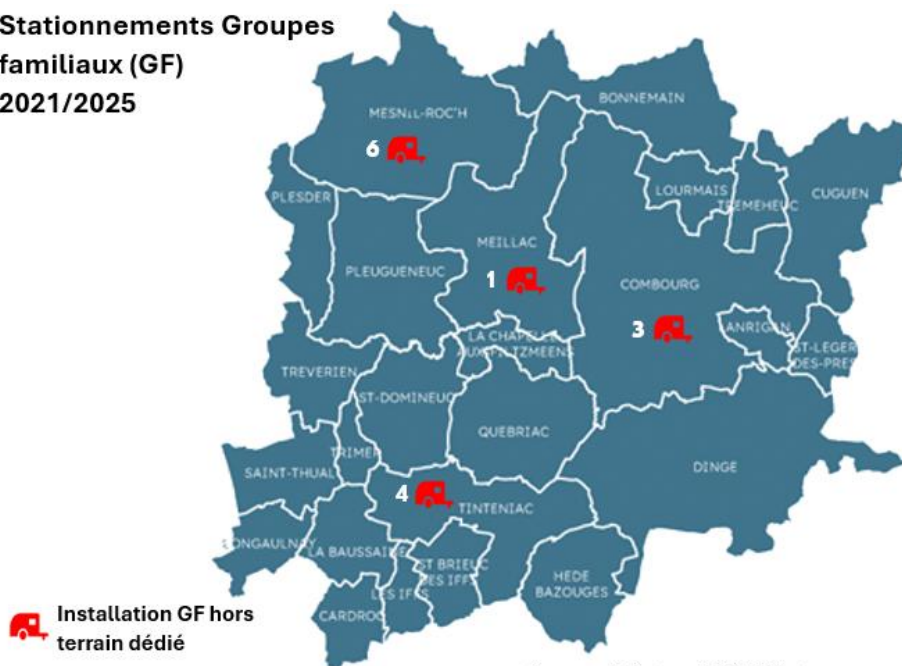 Stationnements Groupes
familiaux (GF)
2021/2025
BONNEMAIN
MESNIL-ROC'H
6
PLESDER
LOURMAIS
TREMEHEUC
CUGUEN
MEILLAC
PLEUGUENEUC
1
COMBOURG
3
LANRIGAN
LA CHAPELLE
AUX FILTZMEENS
ST-LEGER
DES-PRES
TREVERIEN
ST-DOMINEUC
QUEBRIAC
TRIMER
SAINT-THUAL
DINGE
4
TINTENIAC
LONGAULNAY
LA BAUSSAINE
ST BRIEUC
DES IFFS
LES IFFS
HEDE
BAZOUGES
CARDROC
Installation GF hors
terrain dédié